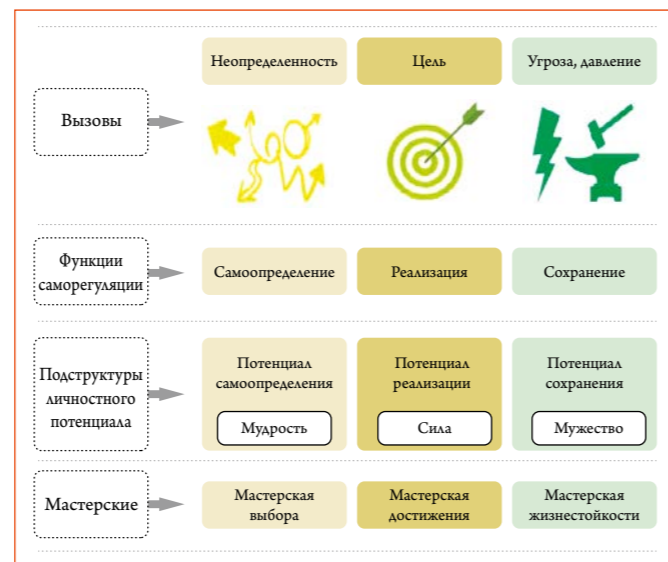 Неопределенность
Цель
Угроза, давление
Вызовы
Функции
саморегуляции
Самоопределение
Реализация
Сохранение
Подструктуры
личностного
потенциала
Потенциал
самоопределения
Мудрость
Потенциал
реализации
Сила
Потенциал
сохранения
Мужество
Мастерские
Мастерская
выбора
Мастерская
достижения
Мастерская
жизнестойкости